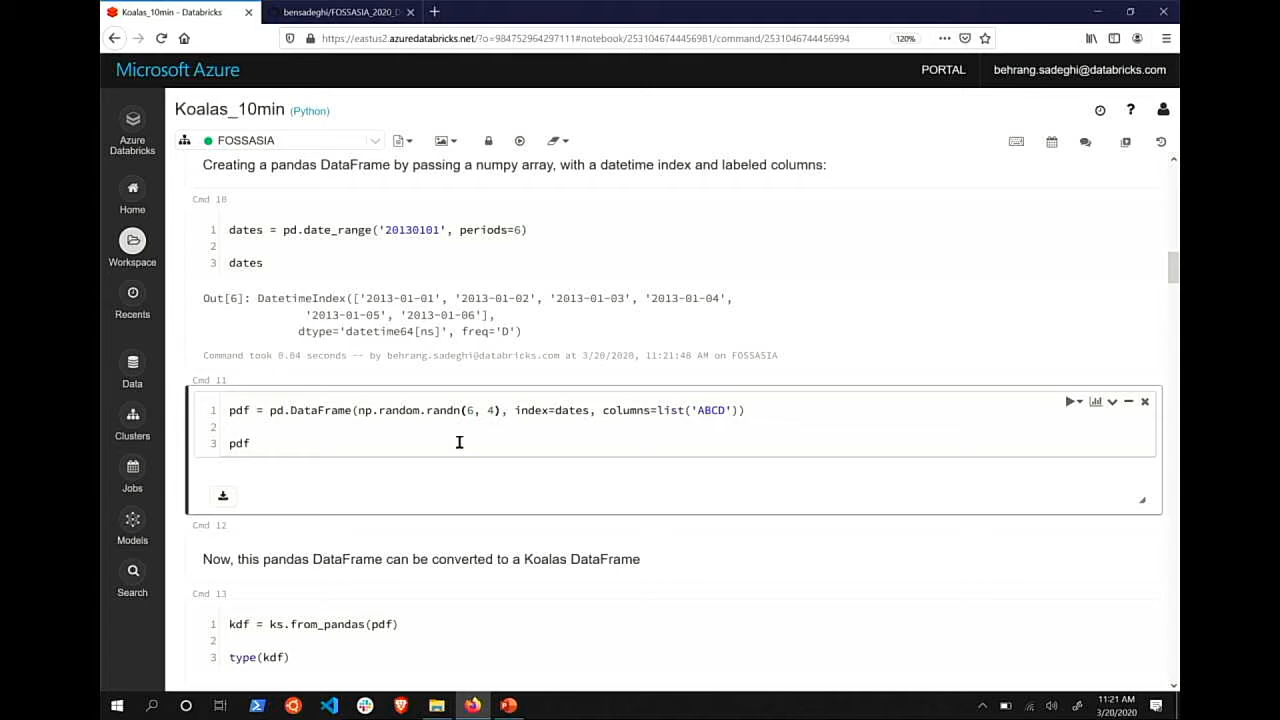 Koalas_10min - Databricks
bensadeghi/FOSSASIA_2020_D
https://eastus2.azuredatabricks.net/?o=984752964297111#notebook/2531046744456981/command/2531046744456994
120%
Microsoft Azure
PORTAL
behrang.sadeghi@databricks.com
Koalas_10min (Python)
FOSSASIA
Azure
Databricks
Home
Workspace
Recents
Data
Clusters
Jobs
Models
Search
Creating a pandas DataFrame by passing a numpy array, with a datetime index and labeled columns:
Cmd 10
1 dates = pd.date_range('20130101', periods=6)
2
3 dates
Out[6]: DatetimeIndex(['2013-01-01', '2013-01-02', '2013-01-03', '2013-01-04',
'2013-01-05', '2013-01-06'],
dtype='datetime64[ns]', freq='D')
Command took 0.04 seconds -- by behrang.sadeghi@databricks.com at 3/20/2020, 11:21:48 AM on FOSSASIA
Cmd 11
1 pdf = pd.DataFrame(np.random.randn(6, 4), index=dates, columns=list('ABCD'))
2
3 pdf
Cmd 12
Now, this pandas DataFrame can be converted to a Koalas DataFrame
Cmd 13
1 kdf = ks.from_pandas(pdf)
2
3 type(kdf)
11:21 AM
3/20/2020